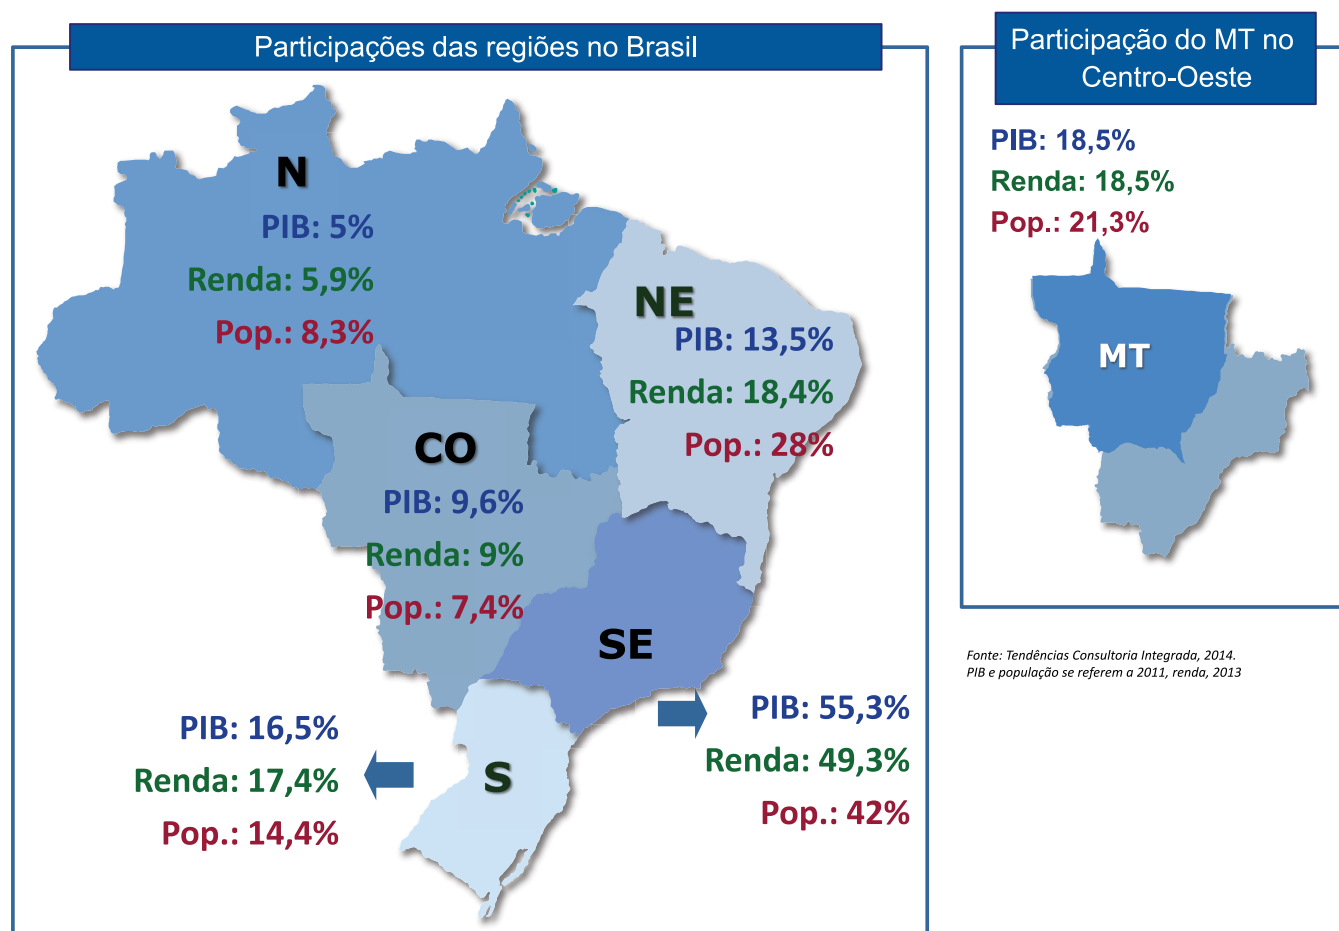 Participações das regiões no Brasil
N
PIB: 5%
Renda: 5,9%
Pop.: 8,3%
NE
PIB: 13,5%
Renda: 18,4%
Pop.: 28%
CO
PIB: 9,6%
Renda: 9%
Pop.: 7,4%
SE
PIB: 55,3%
Renda: 49,3%
Pop.: 42%
S
PIB: 16,5%
Renda: 17,4%
Pop.: 14,4%
Participação do MT no
Centro-Oeste
PIB: 18,5%
Renda: 18,5%
Pop.: 21,3%
MT
Fonte: Tendências Consultoria Integrada, 2014.
PIB e população se referem a 2011, renda, 2013